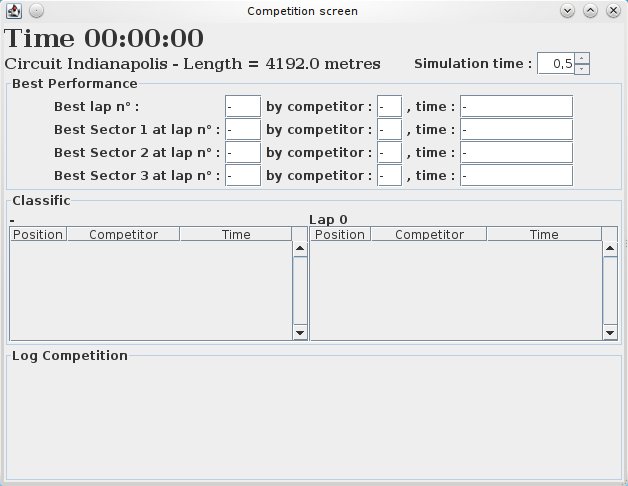 Competition screen
Time 00:00:00
Circuit Indianapolis - Length = 4192.0 metres Simulation time : 0,5
Best Performance
Best lap n° : - by competitor : - , time : -
Best Sector 1 at lap n° : - by competitor : - , time : -
Best Sector 2 at lap n° : - by competitor : - , time : -
Best Sector 3 at lap n° : - by competitor : - , time : -
Classific
- Lap 0
Position Competitor Time Position Competitor Time
Log Competition